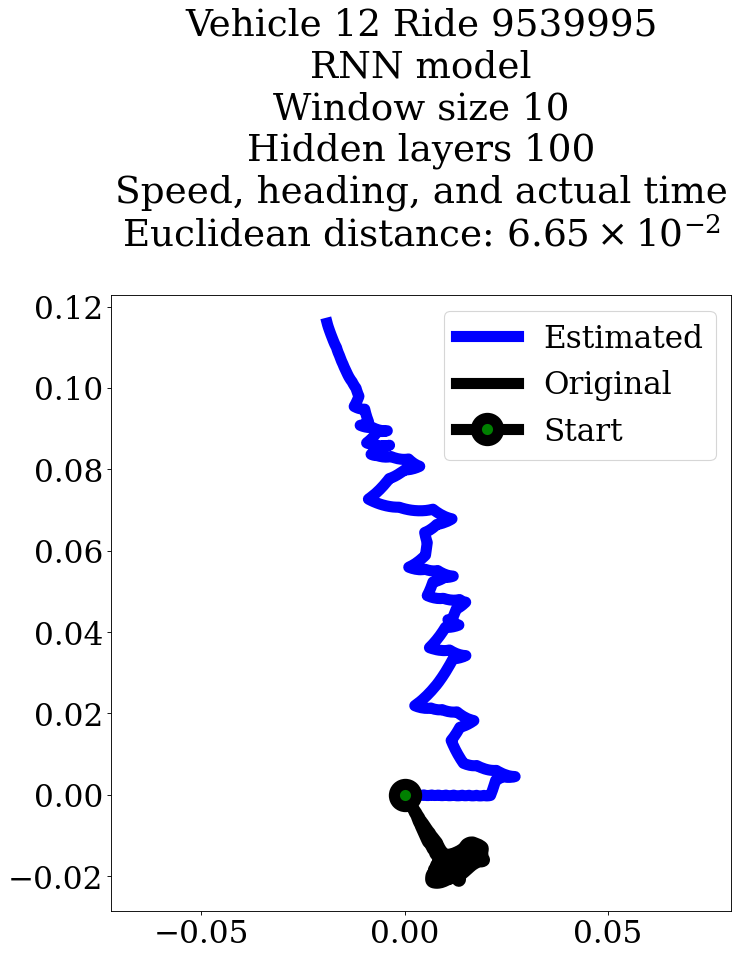 Vehicle 12 Ride 9539995
RNN model
Window size 10
Hidden layers 100
Speed, heading, and actual time
Euclidean distance: 6.65 × 10⁻²
Estimated
Original
Start
0.12
0.10
0.08
0.06
0.04
0.02
0.00
−0.02
−0.05
0.00
0.05